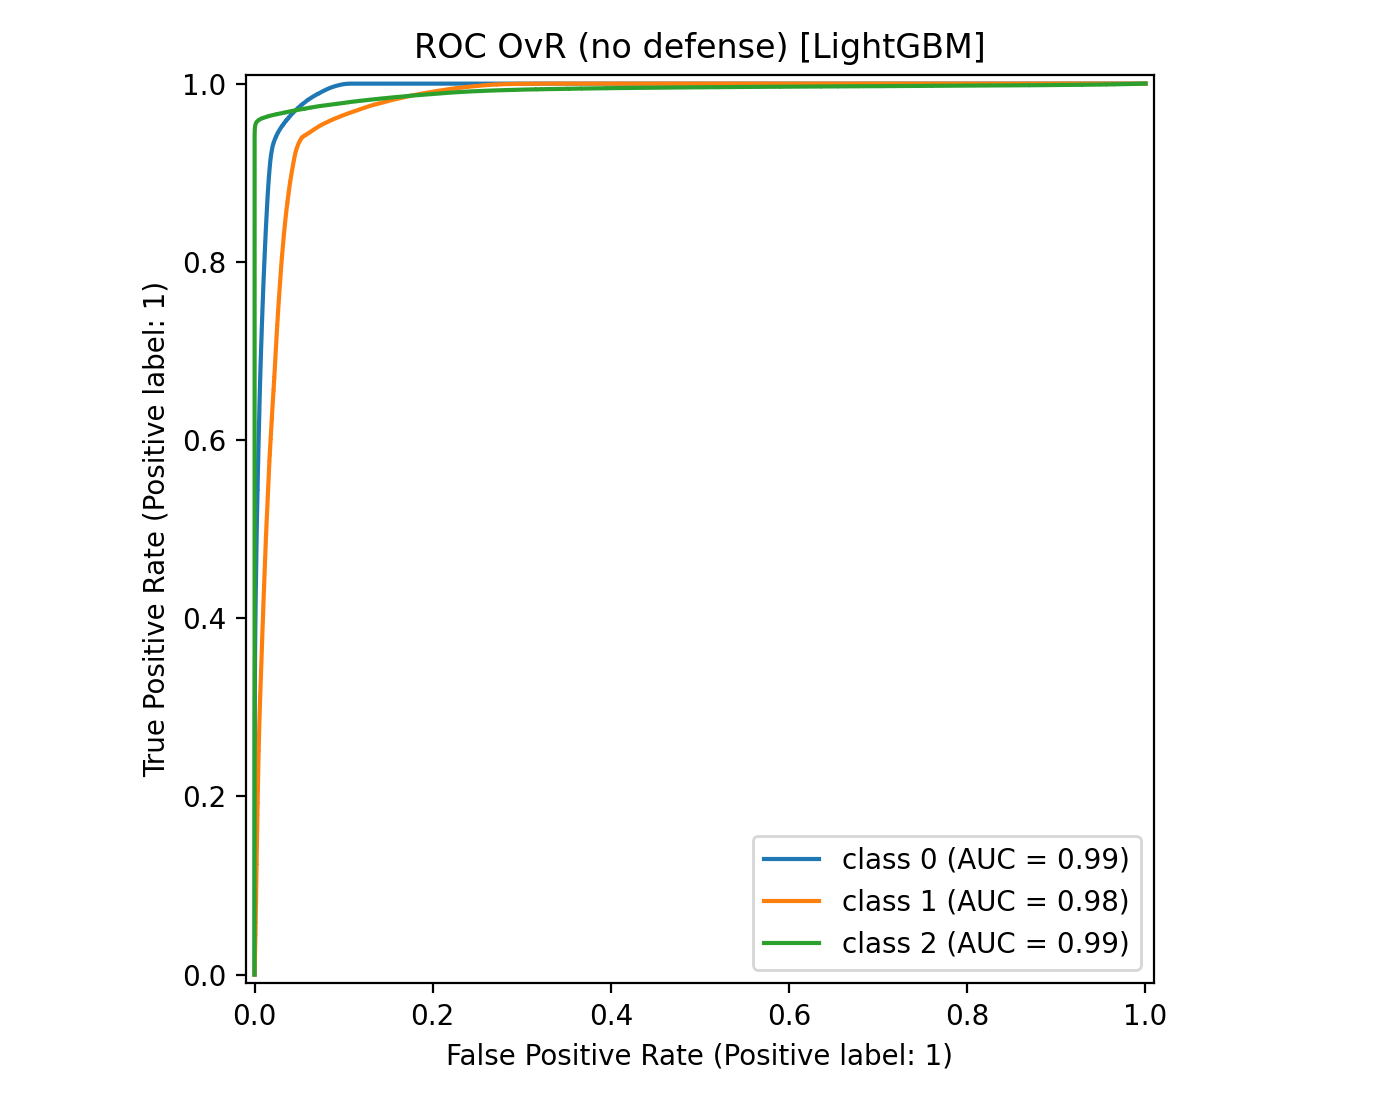 ROC OvR (no defense) [LightGBM]
1.0
0.8
0.6
0.4
0.2
0.0
True Positive Rate (Positive label: 1)
class 0 (AUC = 0.99)
class 1 (AUC = 0.98)
class 2 (AUC = 0.99)
0.0 0.2 0.4 0.6 0.8 1.0
False Positive Rate (Positive label: 1)